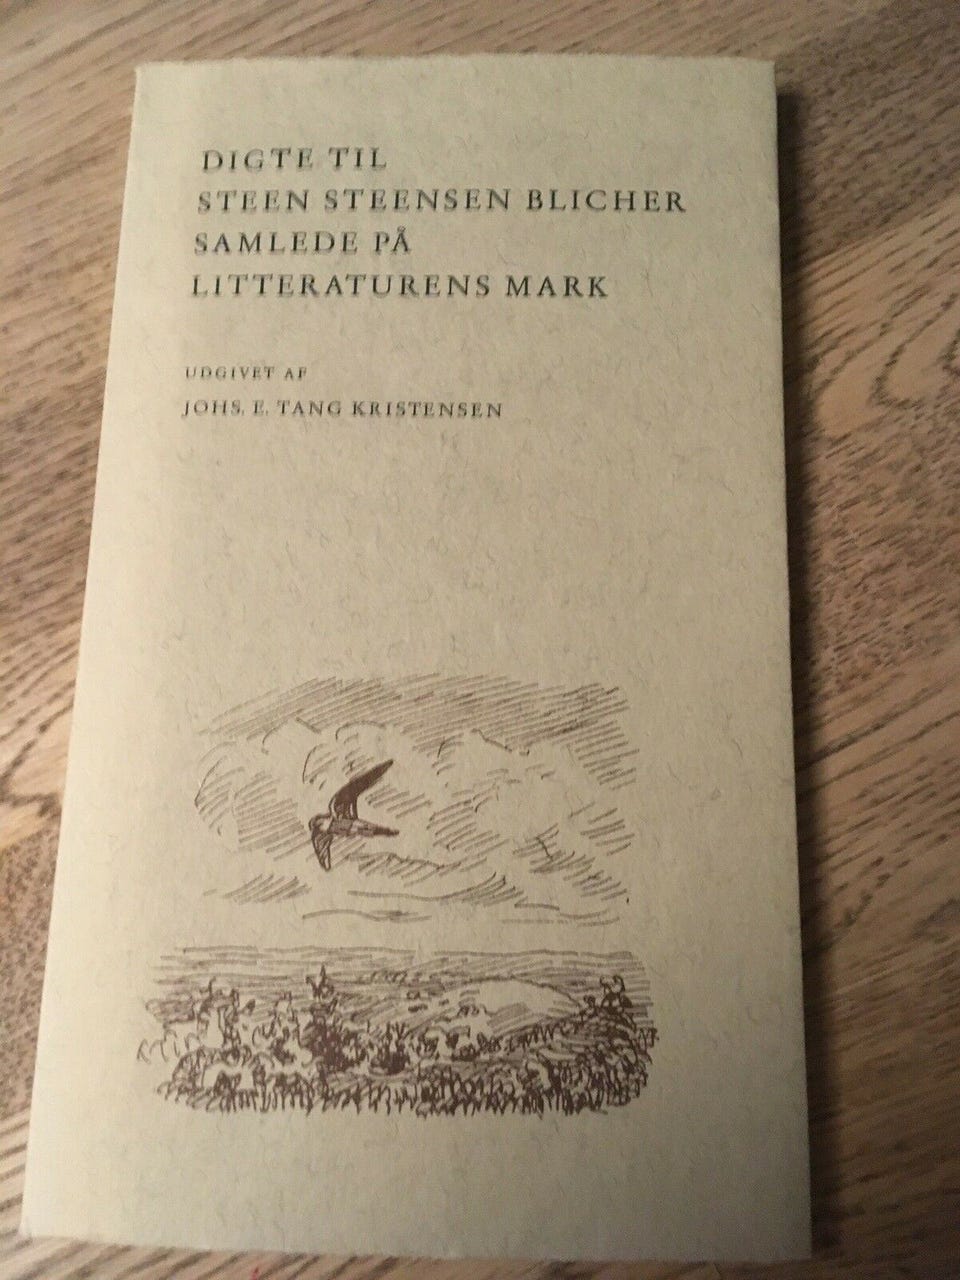 DIGTE TIL
STEEN STEENSEN BLICHER
SAMLEDE PÅ
LITTERATURENS MARK
UDGIVET AF
JOHS. E. TANG KRISTENSEN